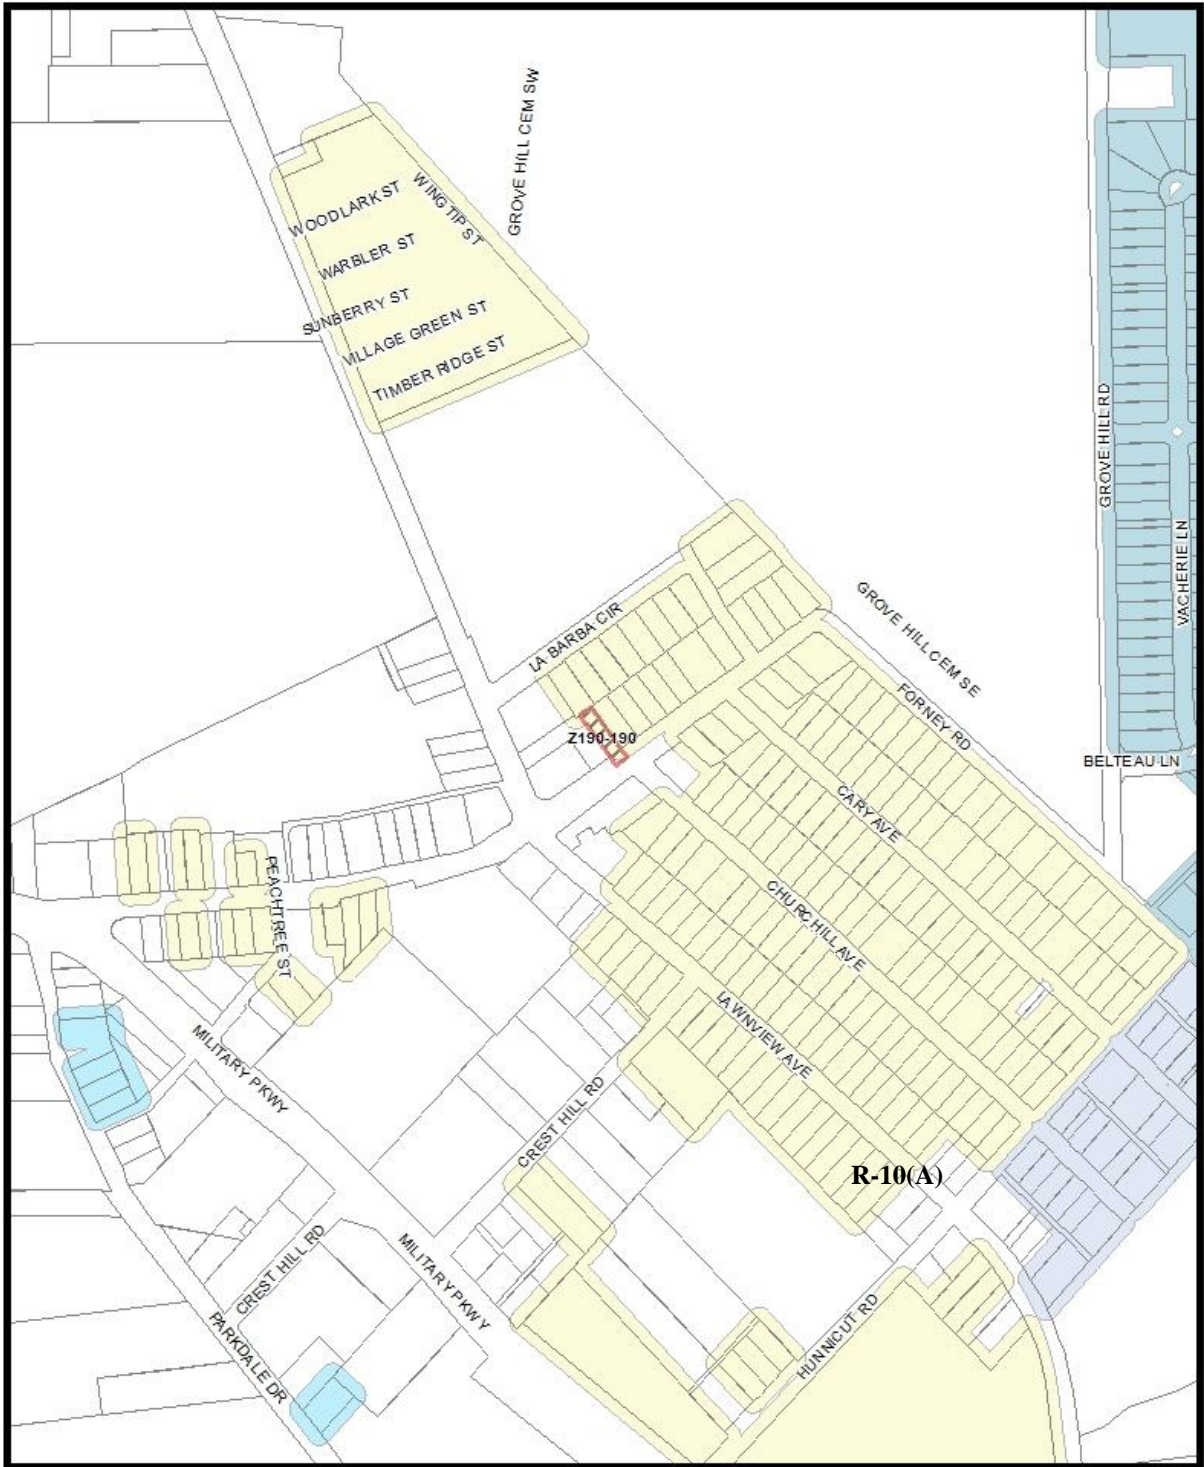 GROVE HILL CEM SW
WING TIP ST
WOODLARK ST
WARBLER ST
SUNBERRY ST
VILLAGE GREEN ST
TIMBER RIDGE ST
GROVE HILL RD
VACHERIE LN
LA BARBA CIR
GROVE HILL CEM SE
FORNEY RD
Z190-190
BELTEAU LN
CARY AVE
PEACHTREE ST
CHURCHILL AVE
LAWNVIEW AVE
MILITARY PKWY
CREST HILL RD
R-10(A)
CREST HILL RD
MILITARY PKWY
PARKDALE DR
HUNNICUT RD